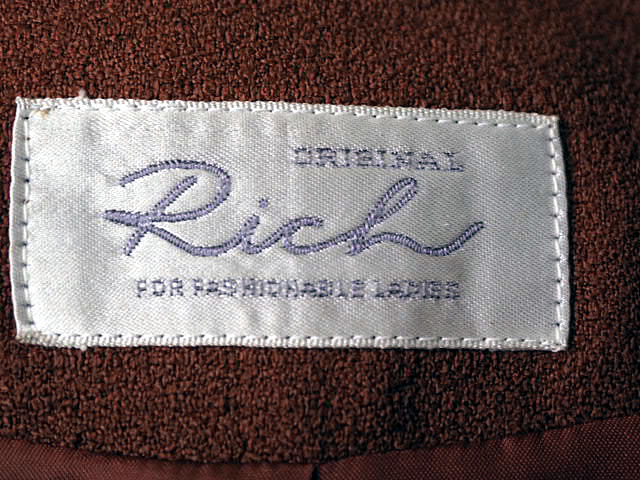 ORIGINAL
Rich
FOR FASHIONABLE LADIES